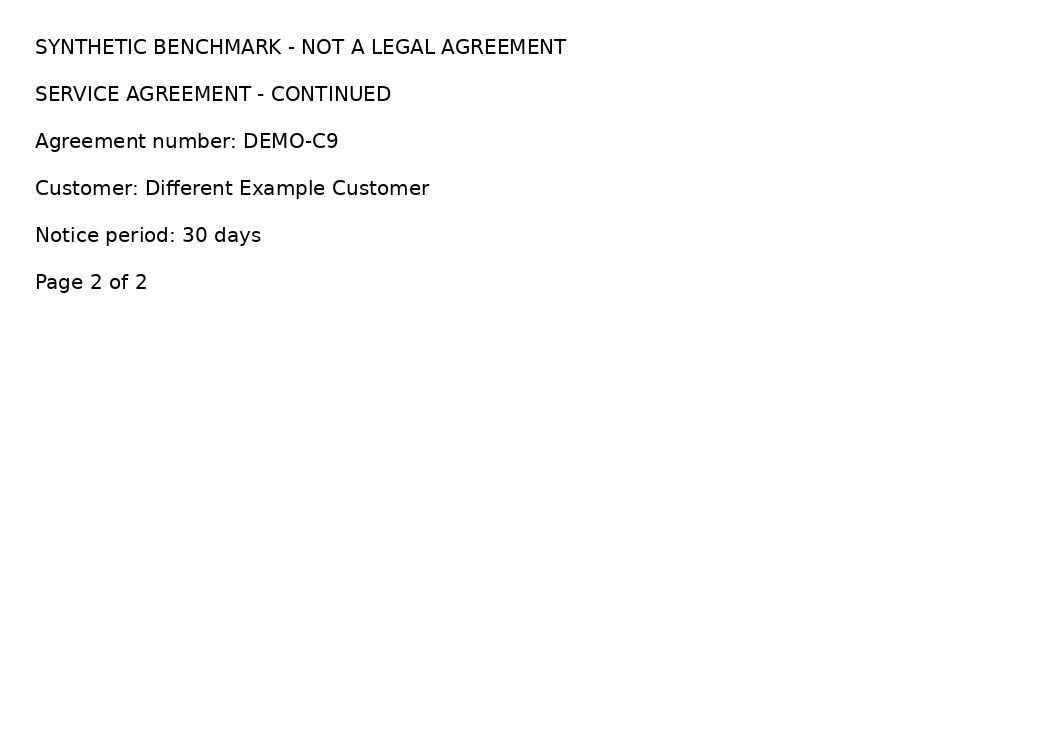 SYNTHETIC BENCHMARK - NOT A LEGAL AGREEMENT
SERVICE AGREEMENT - CONTINUED
Agreement number: DEMO-C9
Customer: Different Example Customer
Notice period: 30 days
Page 2 of 2